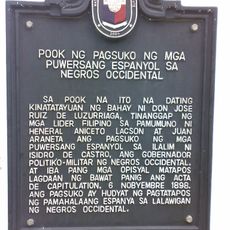 POOK NG PAGSUKO NG MGA
PUWERSANG ESPANYOL SA
NEGROS OCCIDENTAL
SA POOK NA ITO NA DATING
KINATATAYUAN NG BAHAY NI DON JOSE
RUIZ DE LUZURRIAGA, TINANGGAP NG
MGA LIDER FILIPINO SA PAMUMUNO NI
HENERAL ANICETO LACSON AT JUAN
ARANETA ANG PAGSUKO NG MGA
PUWERSANG ESPANYOL SA ILALIM NI
ISIDRO DE CASTRO, ANG GOBERNADOR
POLITIKO-MILITAR NG NEGROS OCCIDENTAL,
AT IBA PANG MGA OPISYAL, MATAPOS
LAGDAAN NG BAWAT PANIG ANG ACTA
DE CAPITULATION, 6 NOBYEMBRE 1898.
ANG PAGSUKO AY HUDYAT NG PAGTATAPOS
NG PAMAHALAANG ESPANYA SA LALAWIGAN
NG NEGROS OCCIDENTAL.